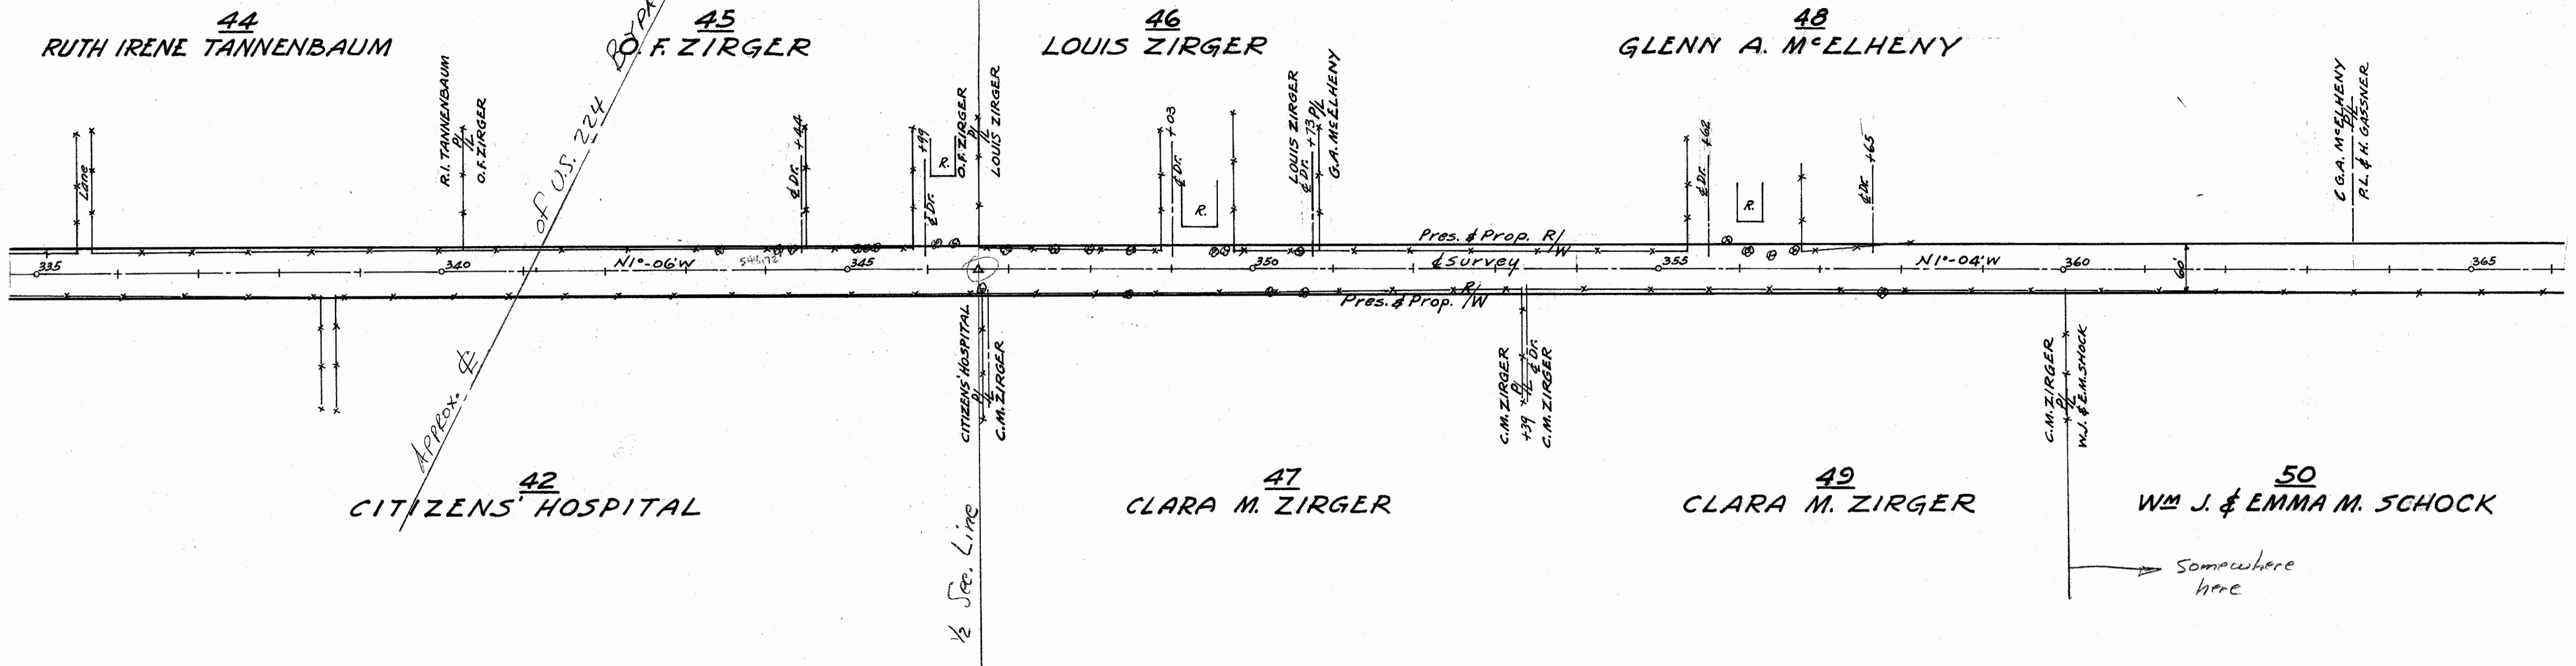 44
RUTH IRENE TANNENBAUM
45
O. F. ZIRGER
46
LOUIS ZIRGER
48
GLENN A. McELHENY
Lane
R.I. TANNENBAUM
P/L
O.F. ZIRGER
of U.S. 224
¢ Dr. +44
+99
¢ Dr.
R.
O.F. ZIRGER
P/L
LOUIS ZIRGER
¢ Dr. +03
R.
LOUIS ZIRGER
¢ Dr. +73 P/L
G.A. McELHENY
¢ Dr. +62
R.
¢ Dr. +65
G.A. McELHENY
P/L
P.L. & H. GASSNER
Pres. & Prop. R/W
335
340
N1°-06'W
345
350
¢ Survey
355
N1°-04'W
360
60'
365
Pres. & Prop. R/W
Approx. ¢
CITIZENS' HOSPITAL
P/L
C.M. ZIRGER
C.M. ZIRGER
P/L
+39 ¢ Dr.
C.M. ZIRGER
C.M. ZIRGER
P/L
W.J. & E.M. SHOCK
42
CITIZENS' HOSPITAL
47
CLARA M. ZIRGER
49
CLARA M. ZIRGER
50
WM J. & EMMA M. SCHOCK
1/2 Sec. Line
Somewhere
here